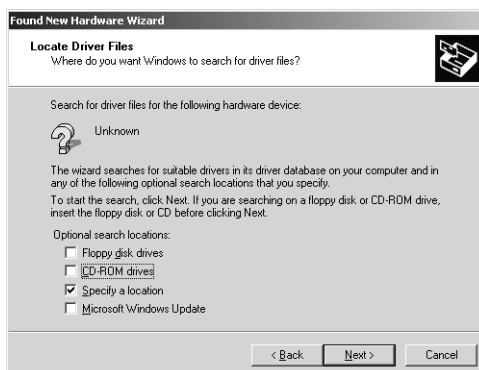 Found New Hardware Wizard
Locate Driver Files
Where do you want Windows to search for driver files?
Search for driver files for the following hardware device:
Unknown
The wizard searches for suitable drivers in its driver database on your computer and in
any of the following optional search locations that you specify.
To start the search, click Next. If you are searching on a floppy disk or CD-ROM drive,
insert the floppy disk or CD before clicking Next.
Optional search locations:
Floppy disk drives
CD-ROM drives
Specify a location
Microsoft Windows Update
< Back Next > Cancel